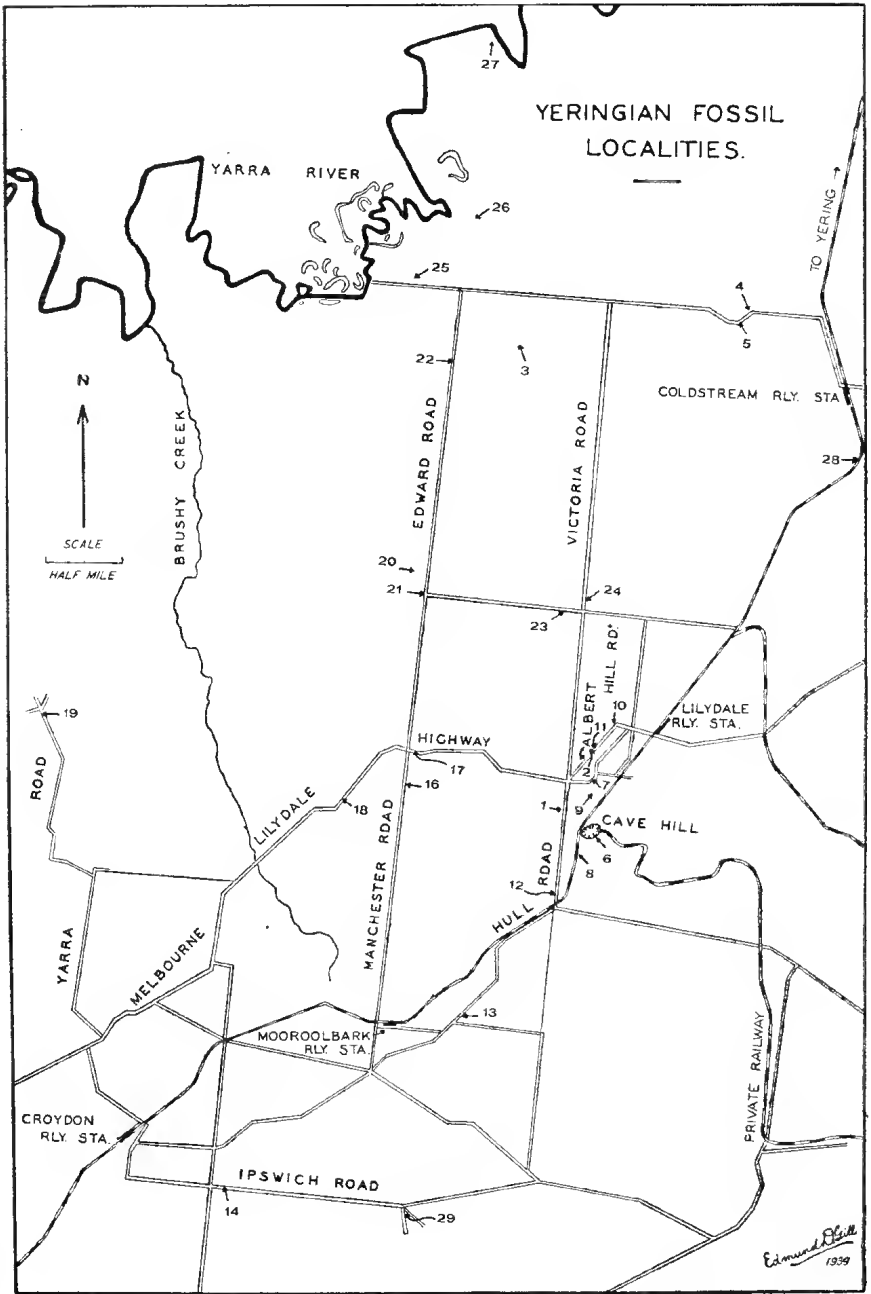 27
YERINGIAN FOSSIL
LOCALITIES.
YARRA RIVER
26
TO YERING →
25
4
5
22
3
N
COLDSTREAM RLY. STA
28
BRUSHY CREEK
EDWARD ROAD
VICTORIA ROAD
SCALE
HALF MILE
20
21
24
23
ALBERT HILL RD.
19
10
LILYDALE
RLY. STA.
11
HIGHWAY
2
7
17
16
9
ROAD
18
LILYDALE
1
CAVE HILL
6
8
MANCHESTER ROAD
12
HULL ROAD
YARRA
MELBOURNE
13
MOOROOLBARK
RLY. STA.
PRIVATE RAILWAY
CROYDON
RLY. STA.
IPSWICH ROAD
14
29
Edmund D. Gill
1939